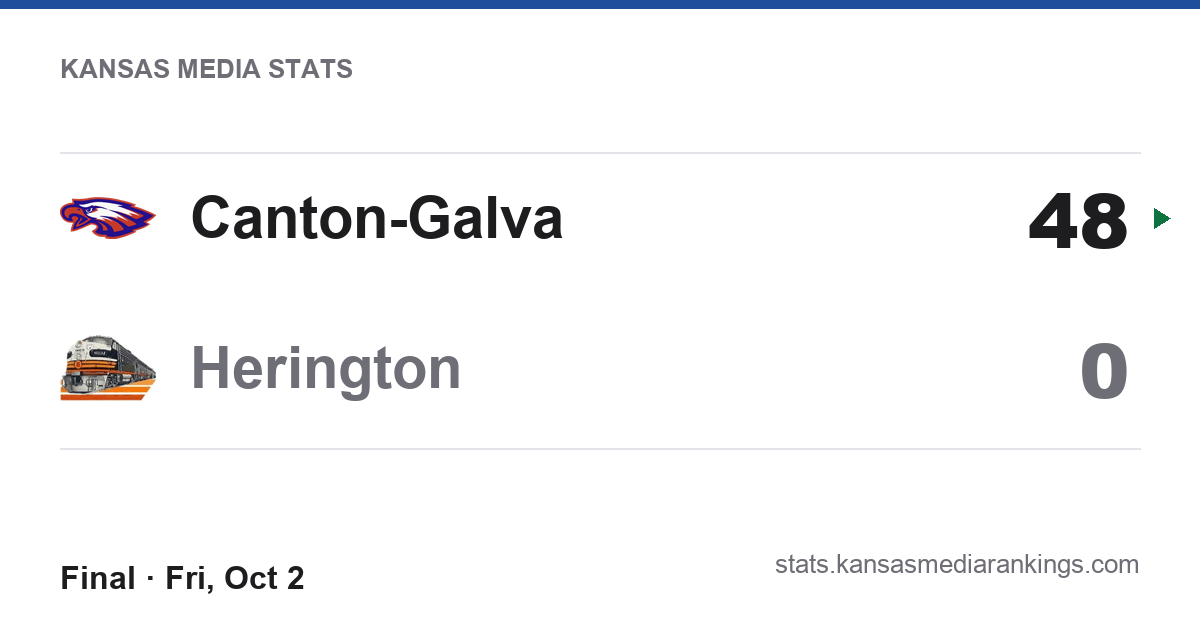 KANSAS MEDIA STATS
Canton-Galva 48
Herington 0
Final · Fri, Oct 2
stats.kansasmediarankings.com